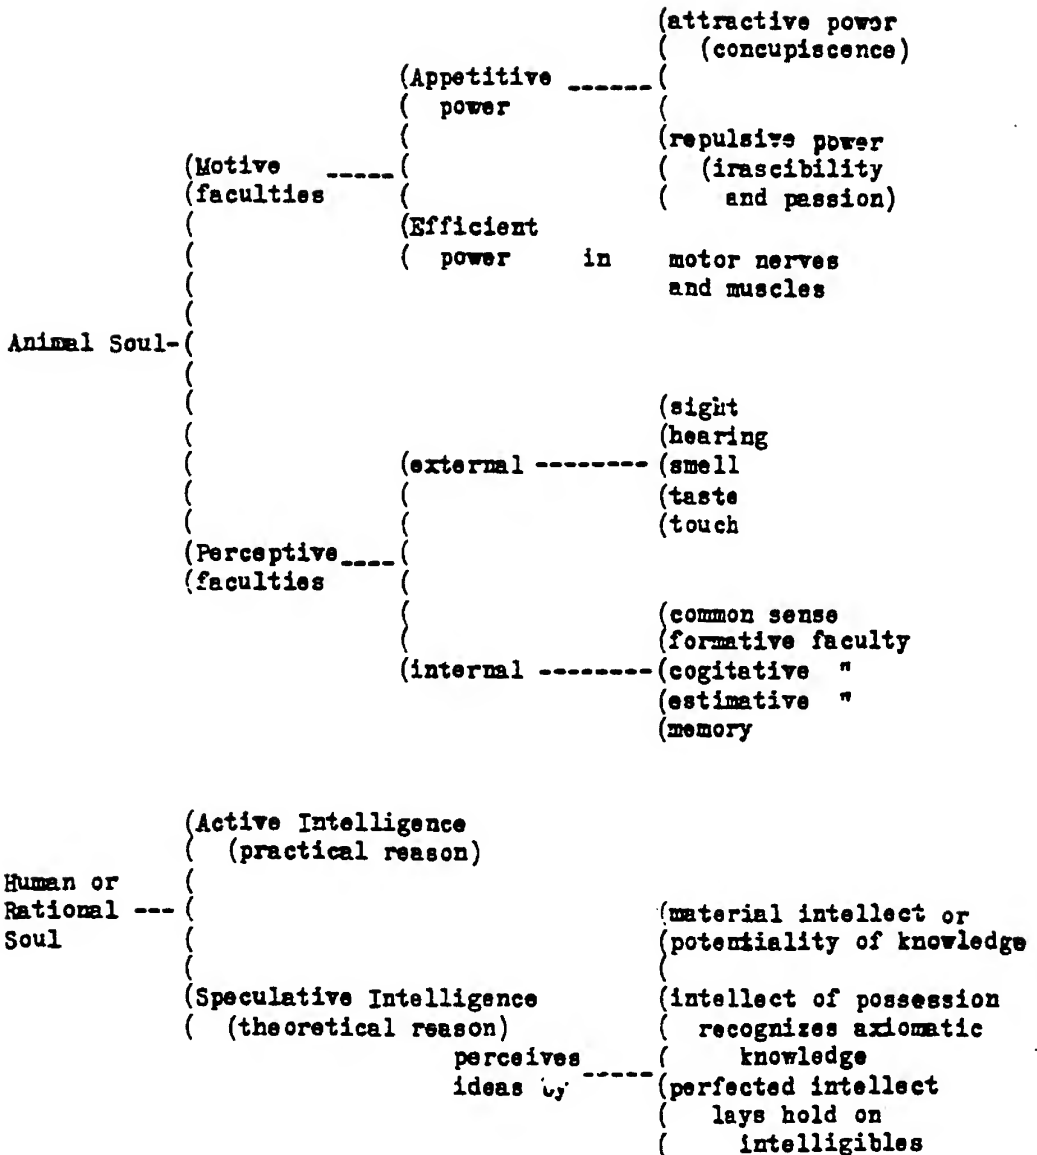 (attractive power
( (concupiscence)
(Appetitive ------ (
( power (
( (repulsive power
(Motive ----- ( ( (irascibility
(faculties ( ( and passion)
( (Efficient
( ( power in motor nerves
( and muscles
(
Animal Soul-(
(
( (sight
( (hearing
( (external -------- (smell
( ( (taste
( ( (touch
(Perceptive ---- (
(faculties (
( (common sense
( (formative faculty
(internal --------(cogitative "
(estimative "
(memory
(Active Intelligence
( (practical reason)
Human or (
Rational --- ( (material intellect or
Soul ( (potentiality of knowledge
( (
(Speculative Intelligence (intellect of possession
( (theoretical reason) ( recognizes axiomatic
perceives ----- ( knowledge
ideas by (perfected intellect
( lays hold on
( intelligibles